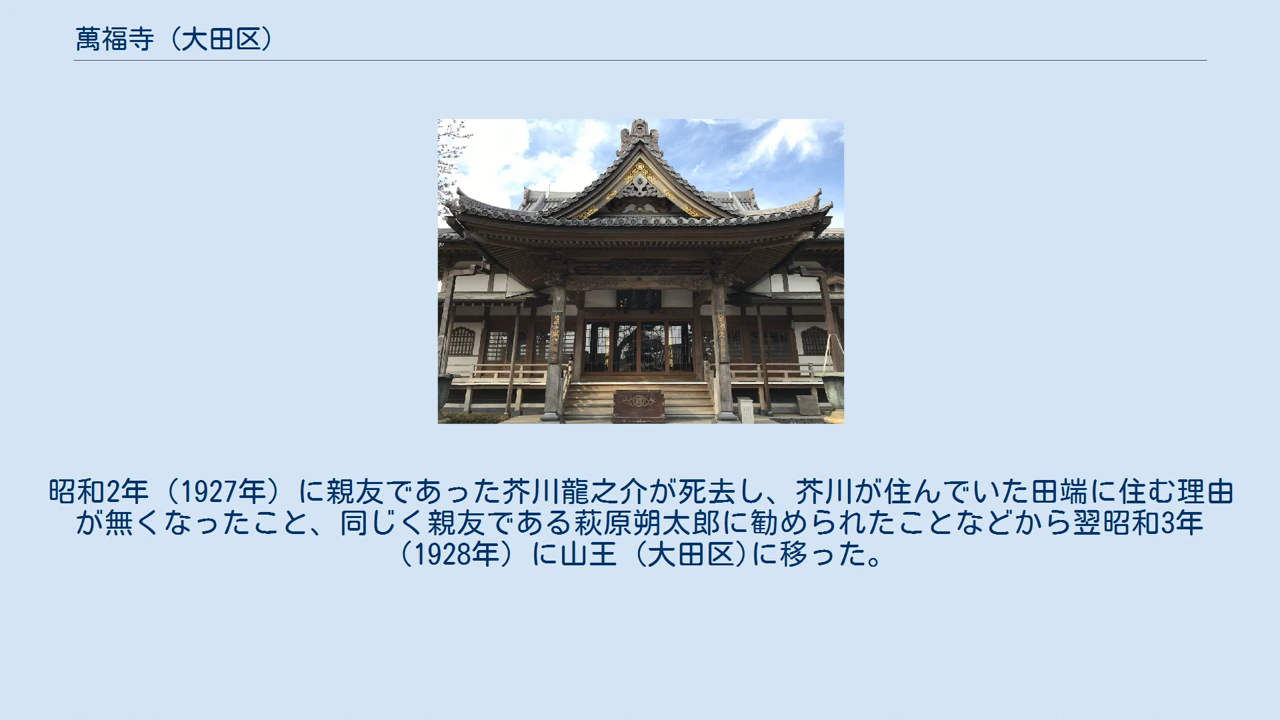 萬福寺（大田区）
昭和2年（1927年）に親友であった芥川龍之介が死去し、芥川が住んでいた田端に住む理由
が無くなったこと、同じく親友である萩原朔太郎に勧められたことなどから翌昭和3年
（1928年）に山王（大田区)に移った。